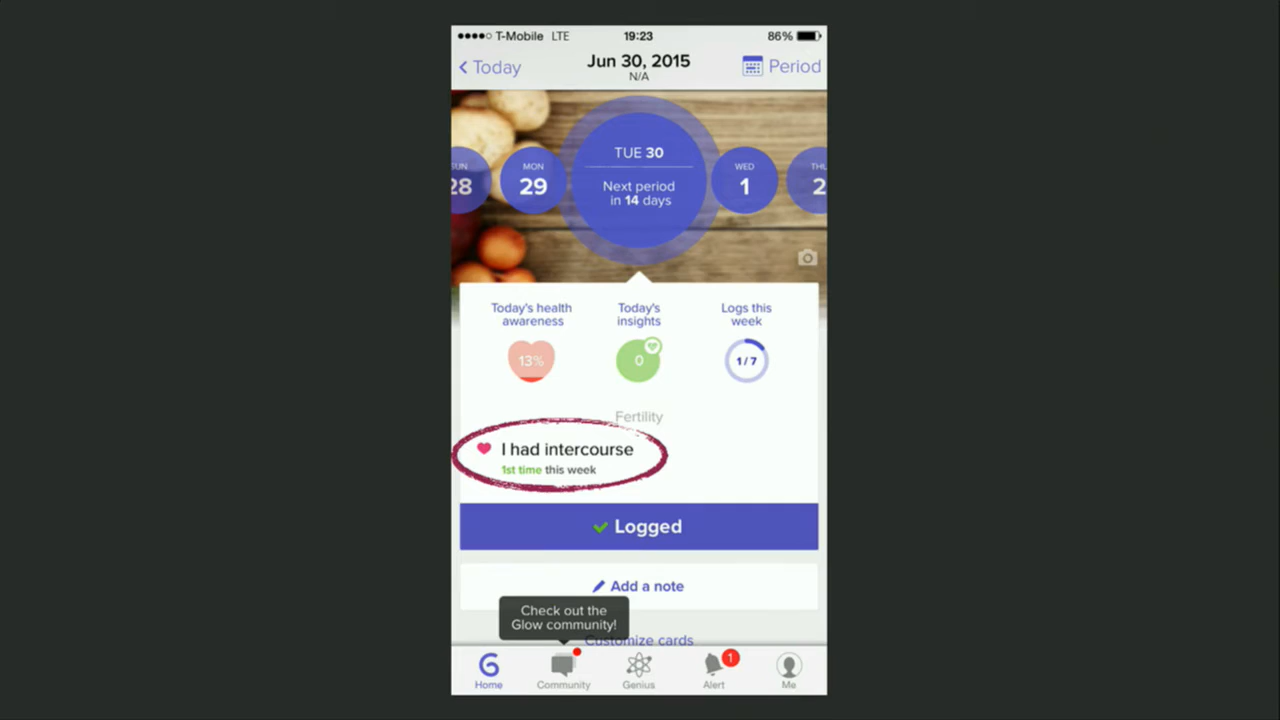 T-Mobile LTE 19:23 86%
Today Jun 30, 2015 Period
N/A
SUN MON TUE 30 WED THU
28 29 Next period 1 2
in 14 days
Today's health Today's Logs this
awareness insights week
13% 0 1/7
Fertility
I had intercourse
1st time this week
Logged
Add a note
Check out the
Glow community!
Customize cards
1
Home Community Genius Alert Me